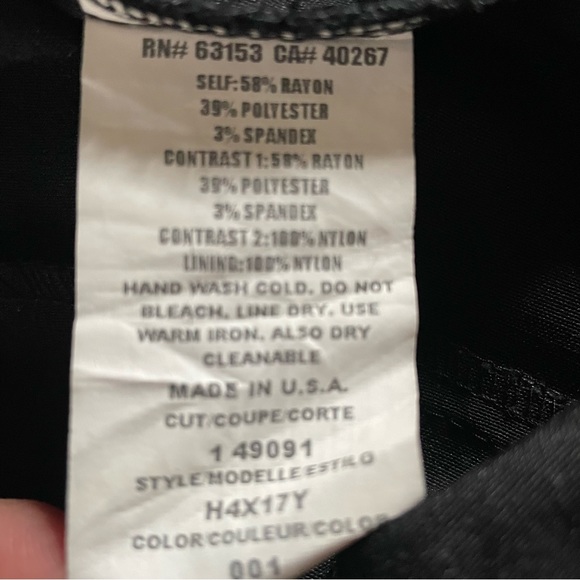 RN# 63153 CA# 40267
SELF:58% RAYON
39% POLYESTER
3% SPANDEX
CONTRAST 1:58% RAYON
39% POLYESTER
3% SPANDEX
CONTRAST 2:100% NYLON
LINING:100% NYLON
HAND WASH COLD. DO NOT
BLEACH. LINE DRY. USE
WARM IRON. ALSO DRY
CLEANABLE
MADE IN U.S.A.
CUT/COUPE/CORTE
1 49091
STYLE/MODELLE/ESTILO
H4X17Y
COLOR/COULEUR/COLOR
001